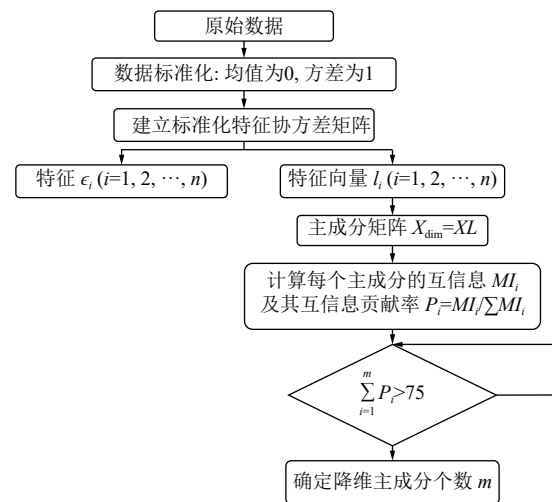 原始数据
数据标准化: 均值为0, 方差为1
建立标准化特征协方差矩阵
特征 ϵᵢ (i=1, 2, ⋯, n)
特征向量 lᵢ (i=1, 2, ⋯, n)
主成分矩阵 X_dim=XL
计算每个主成分的互信息 MIᵢ
及其互信息贡献率 Pᵢ=MIᵢ/∑MIᵢ
m
∑Pᵢ>75
i=1
确定降维主成分个数 m